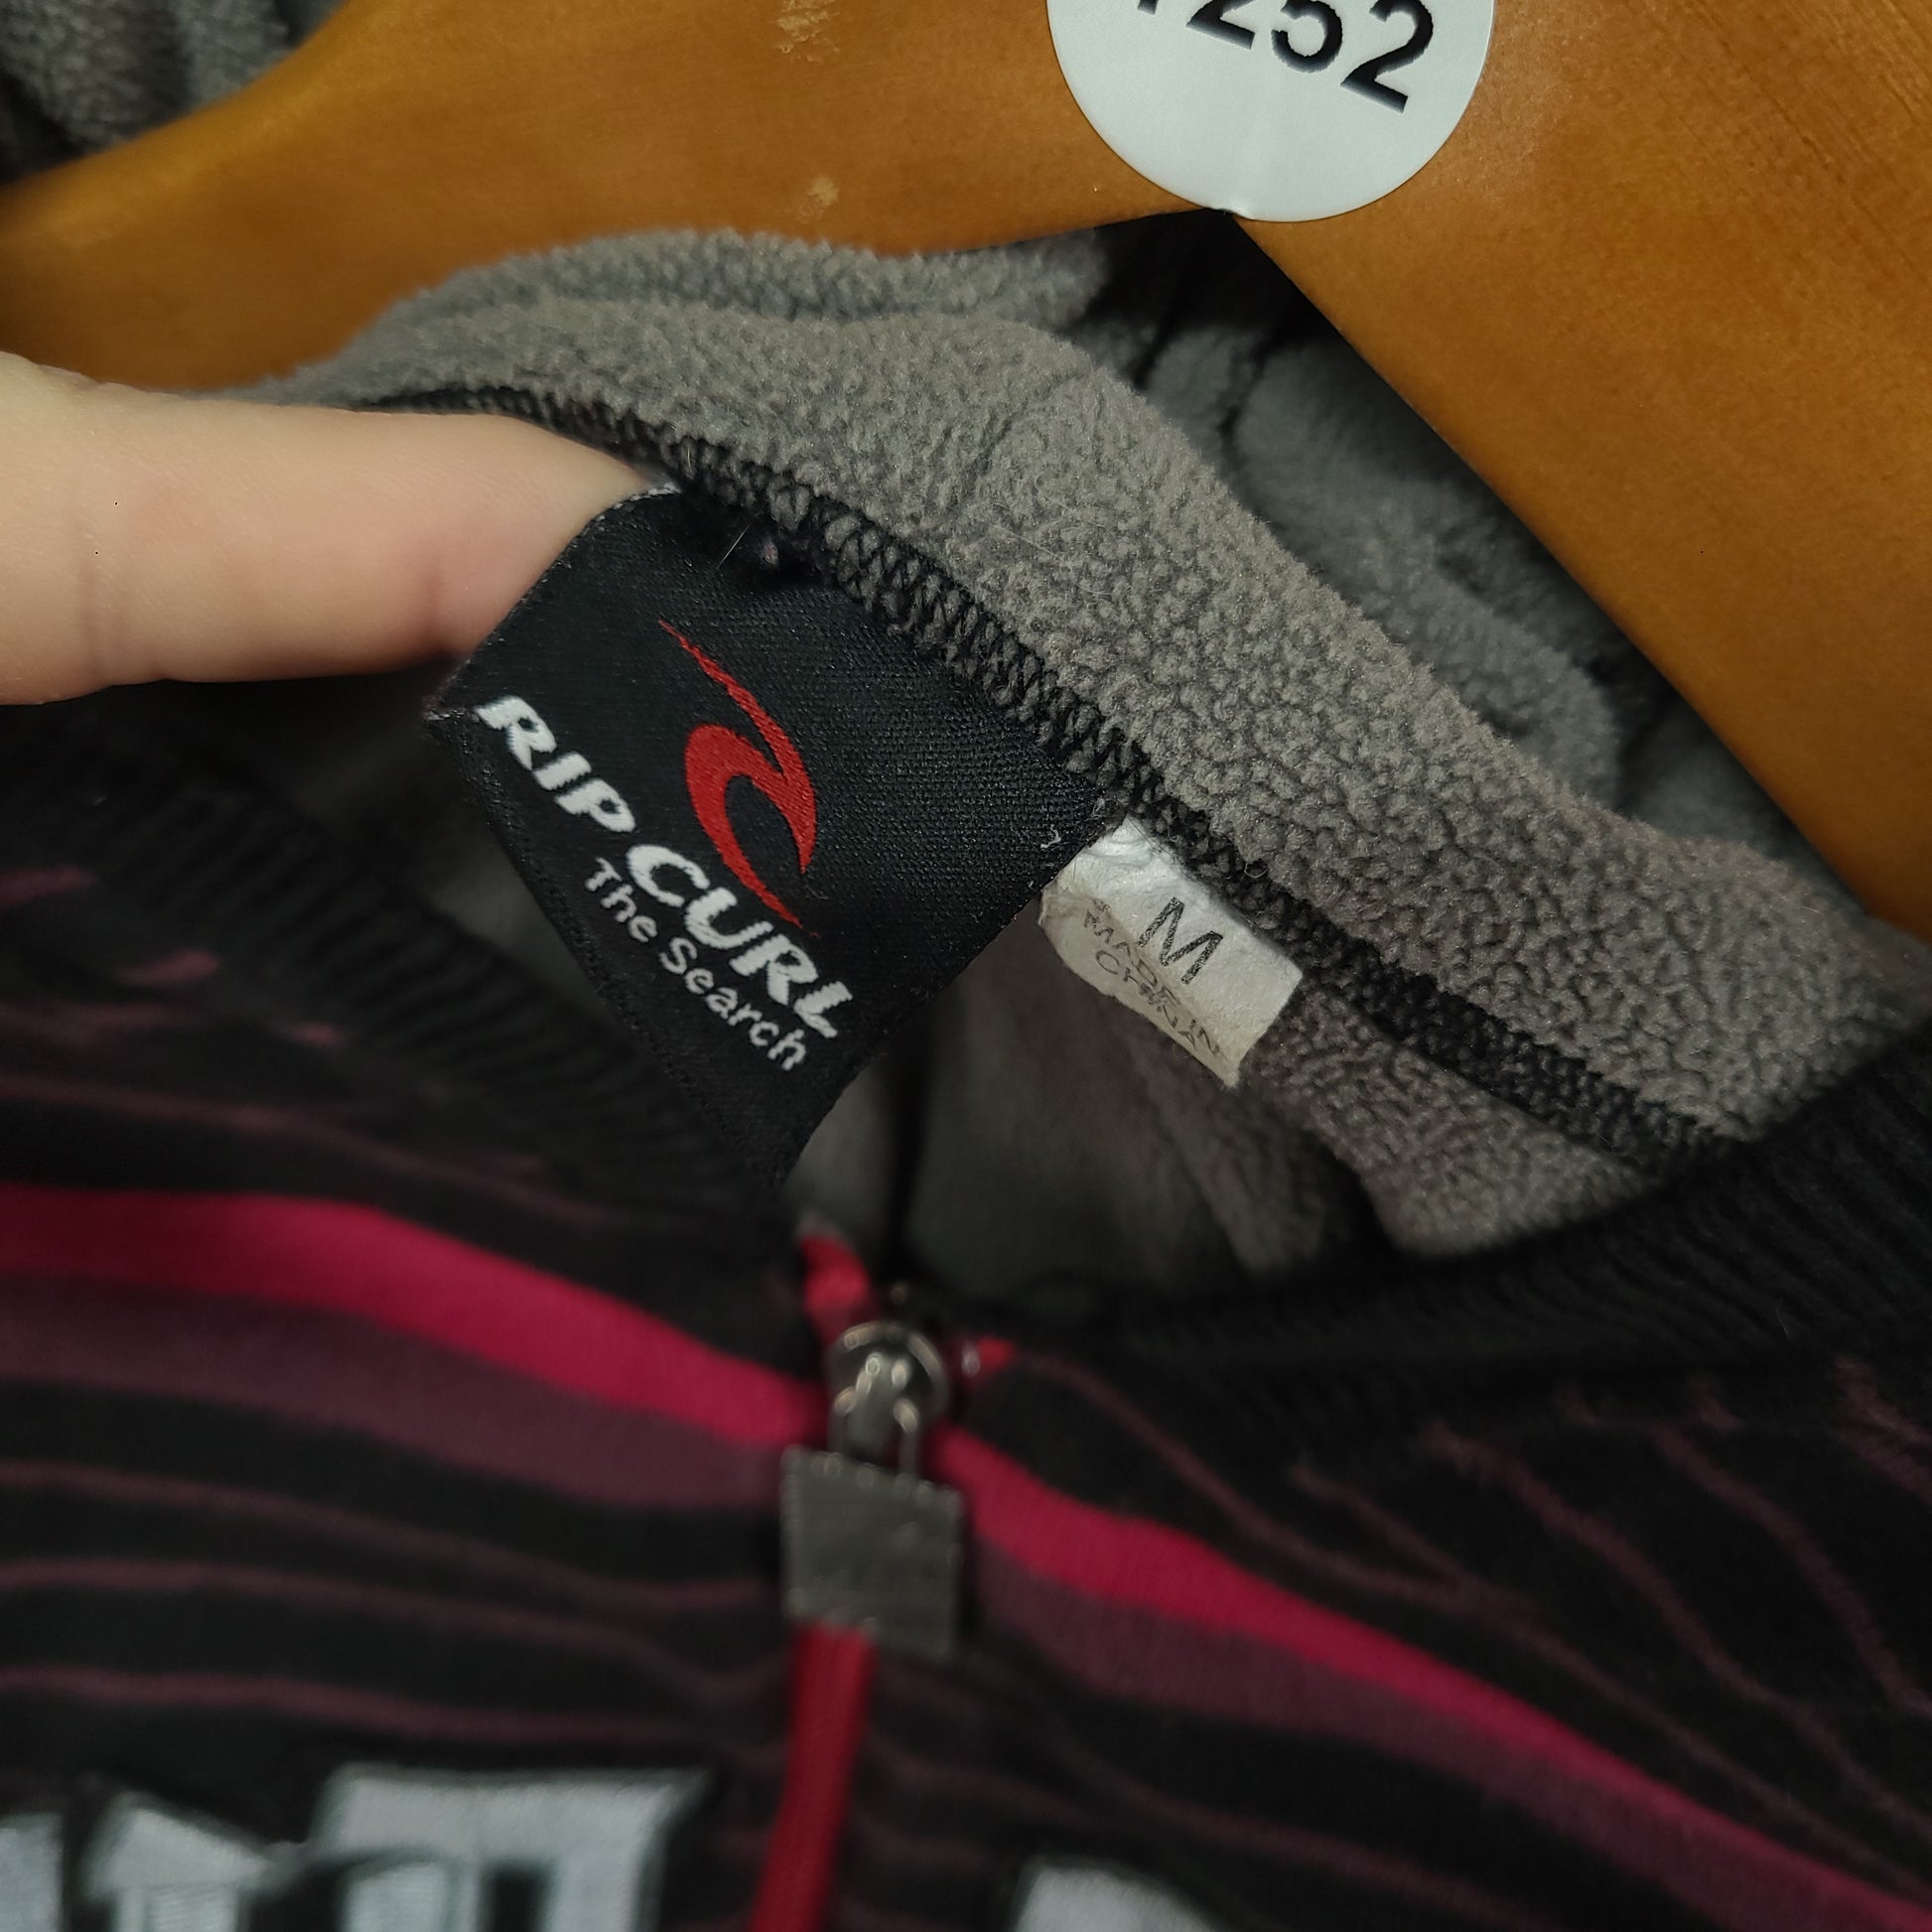 252
RIP CURL
The Search
M
MADE IN
CHINA